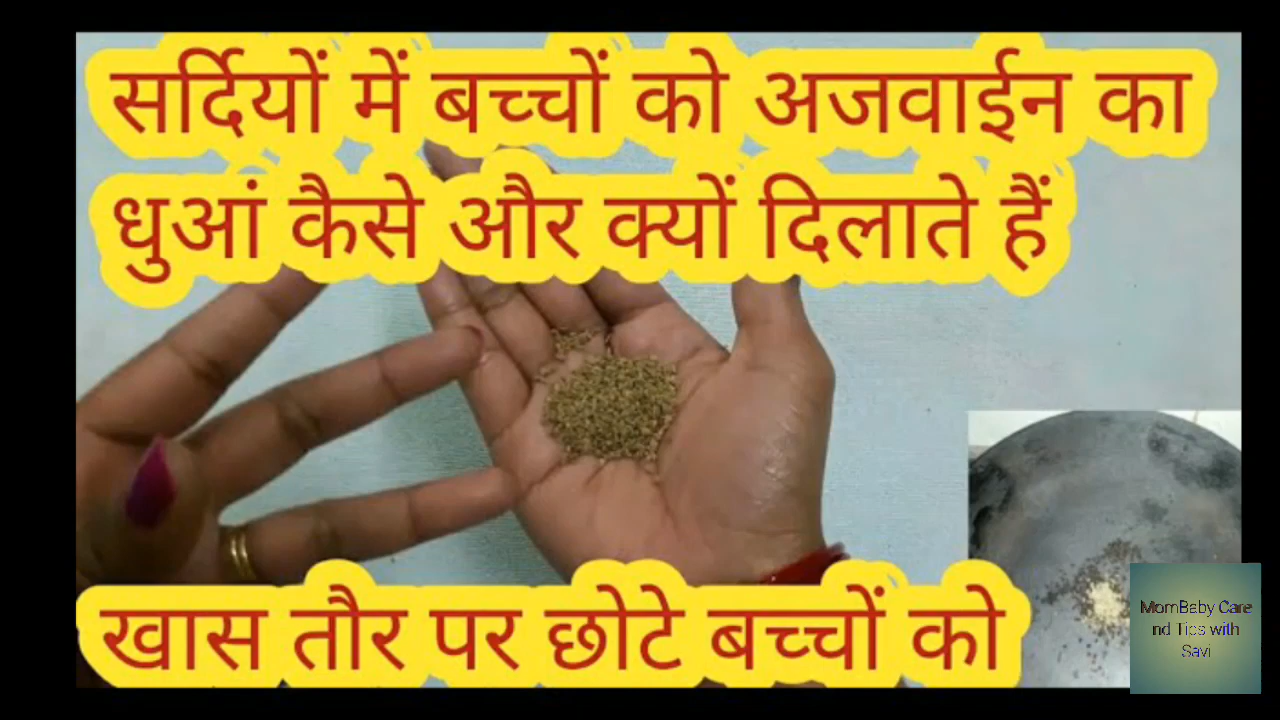 सर्दियों में बच्चों को अजवाईन का
धुआं कैसे और क्यों दिलाते हैं
खास तौर पर छोटे बच्चों को
MomBaby Care
nd Tips with
Savi